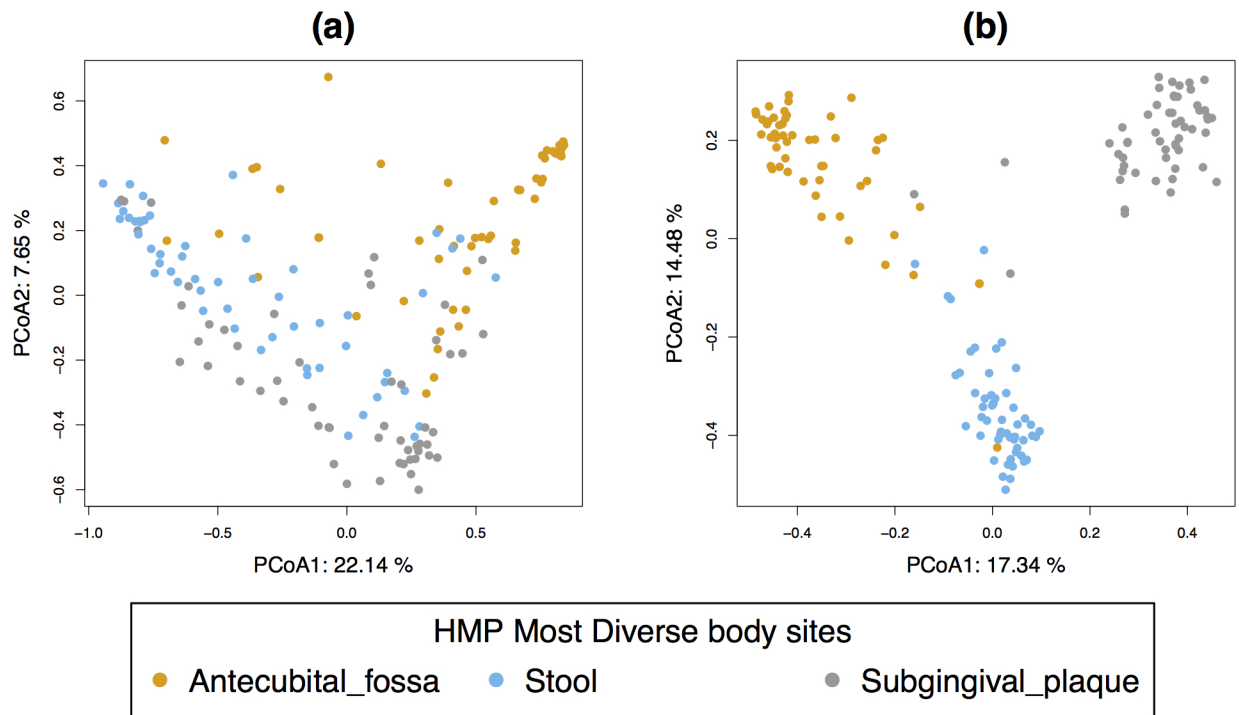 (a)
(b)
PCoA2: 7.65 %
0.6
0.4
0.2
0.0
−0.2
−0.4
−0.6
−1.0 −0.5 0.0 0.5
PCoA1: 22.14 %
PCoA2: 14.48 %
0.2
0.0
−0.2
−0.4
−0.4 −0.2 0.0 0.2 0.4
PCoA1: 17.34 %
HMP Most Diverse body sites
Antecubital_fossa Stool Subgingival_plaque